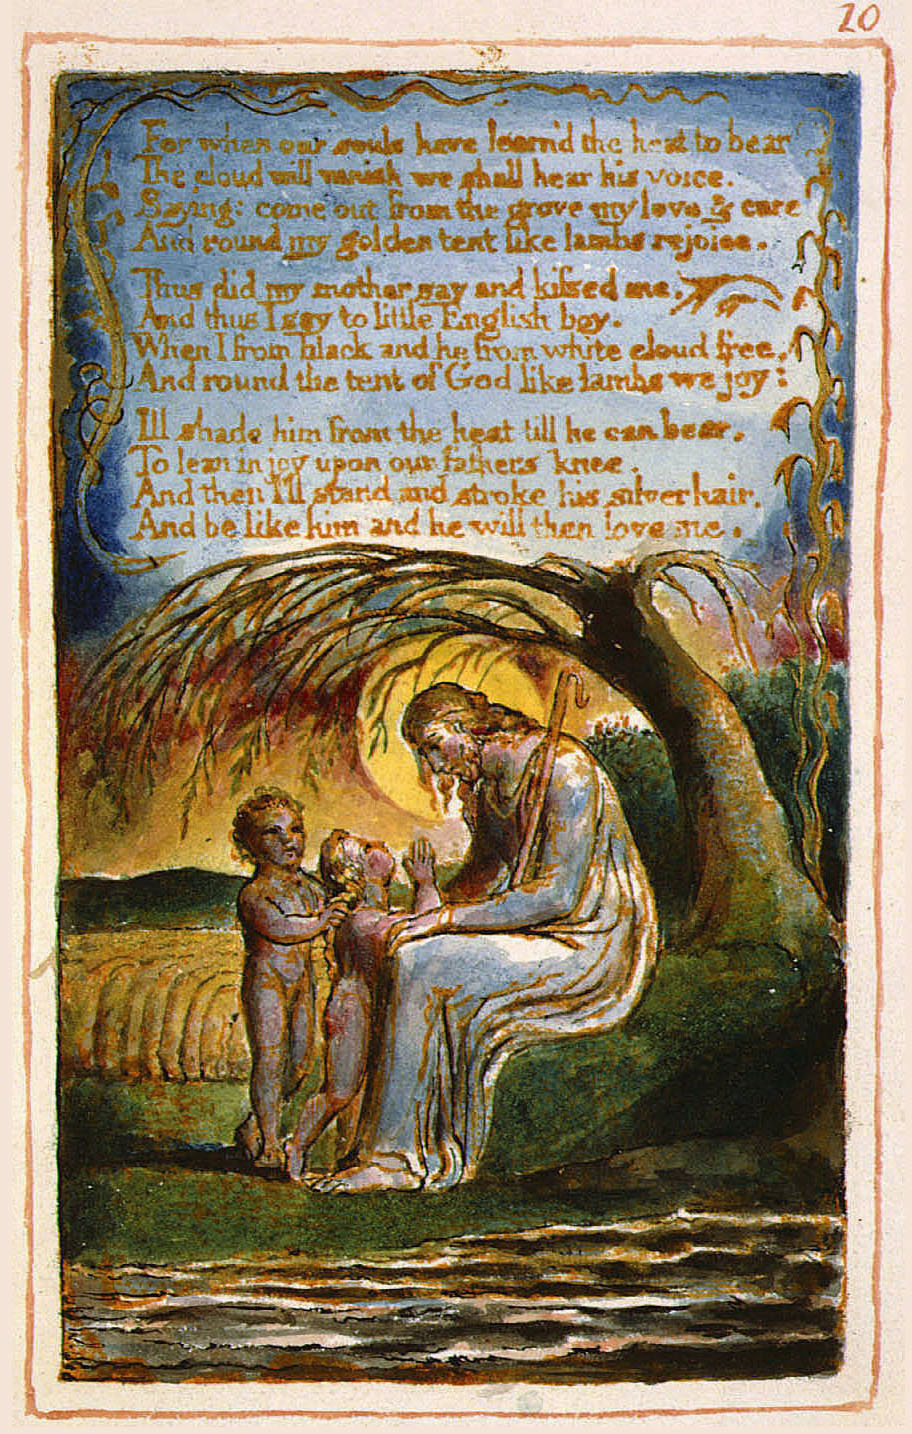 10
For when our souls have learn'd the heat to bear
The cloud will vanish we shall hear his voice.
Saying: come out from the grove my love & care
And round my golden tent like lambs rejoice.
Thus did my mother say and kissed me,
And thus I say to little English boy.
When I from black and he from white cloud free,
And round the tent of God like lambs we joy:
Ill shade him from the heat till he can bear,
To lean in joy upon our fathers knee.
And then I'll stand and stroke his silver hair,
And be like him and he will then love me.